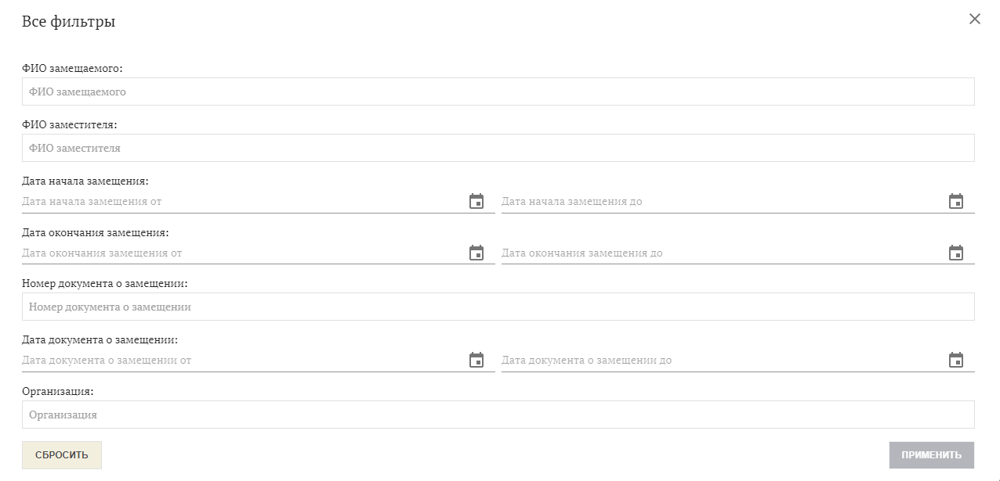 Все фильтры
ФИО замещаемого:
ФИО замещаемого
ФИО заместителя:
ФИО заместителя
Дата начала замещения:
Дата начала замещения от Дата начала замещения до
Дата окончания замещения:
Дата окончания замещения от Дата окончания замещения до
Номер документа о замещении:
Номер документа о замещении
Дата документа о замещении:
Дата документа о замещении от Дата документа о замещении до
Организация:
Организация
СБРОСИТЬ ПРИМЕНИТЬ